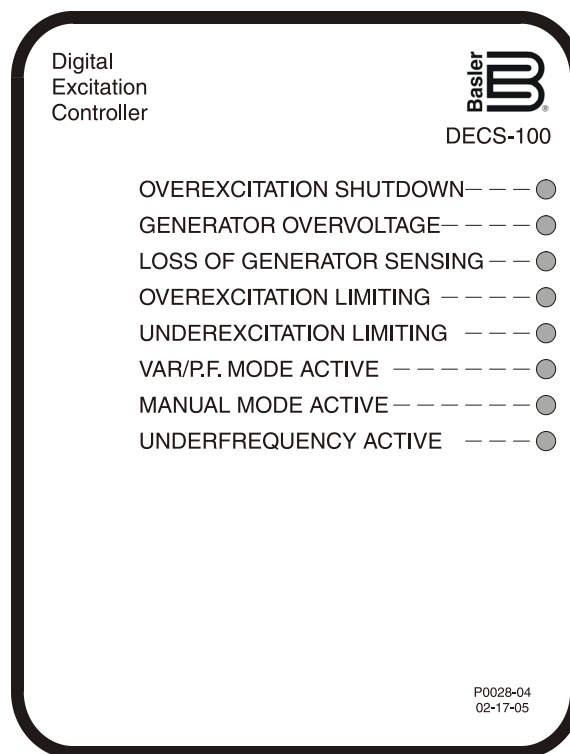 Digital
Excitation
Controller
Basler
®
DECS-100
OVEREXCITATION SHUTDOWN
GENERATOR OVERVOLTAGE
LOSS OF GENERATOR SENSING
OVEREXCITATION LIMITING
UNDEREXCITATION LIMITING
VAR/P.F. MODE ACTIVE
MANUAL MODE ACTIVE
UNDERFREQUENCY ACTIVE
P0028-04
02-17-05